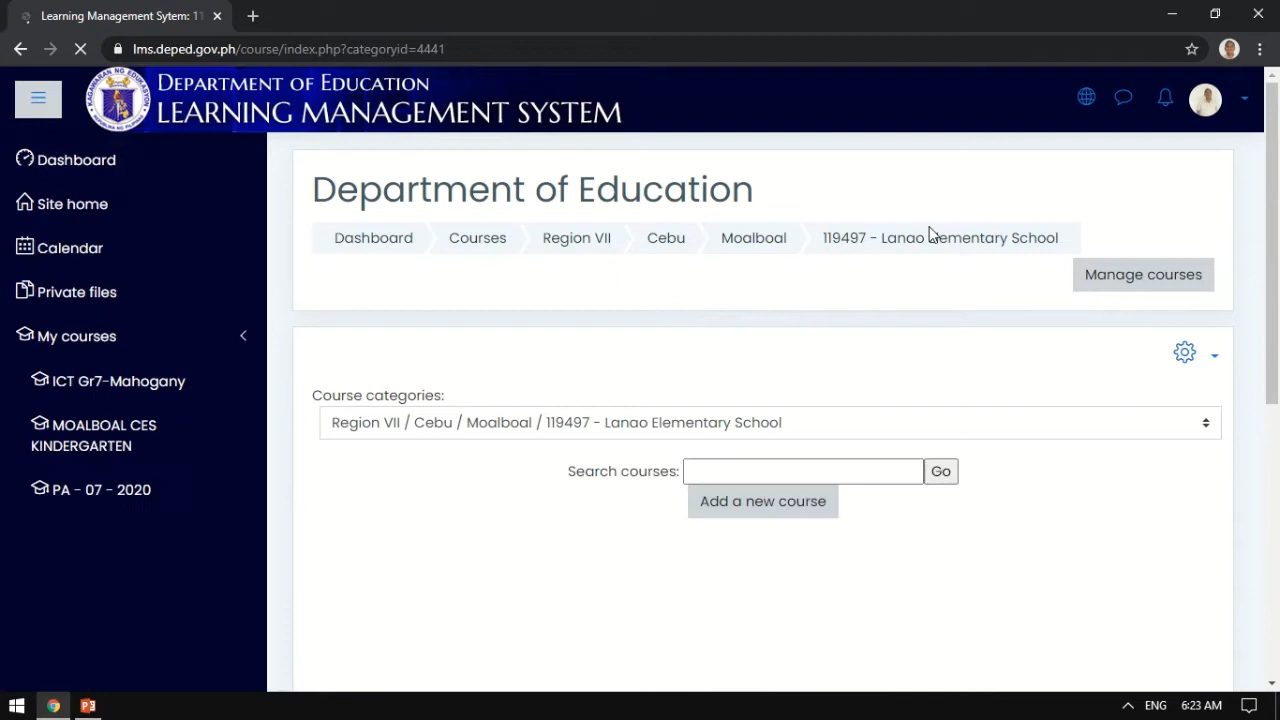 Learning Management Sytem: 11
lms.deped.gov.ph/course/index.php?categoryid=4441
DEPARTMENT OF EDUCATION
LEARNING MANAGEMENT SYSTEM
Dashboard
Site home
Calendar
Private files
My courses
ICT Gr7-Mahogany
MOALBOAL CES
KINDERGARTEN
PA - 07 - 2020
Department of Education
Dashboard Courses Region VII Cebu Moalboal 119497 - Lanao Elementary School
Manage courses
Course categories:
Region VII / Cebu / Moalboal / 119497 - Lanao Elementary School
Search courses: Go
Add a new course
ENG 6:23 AM